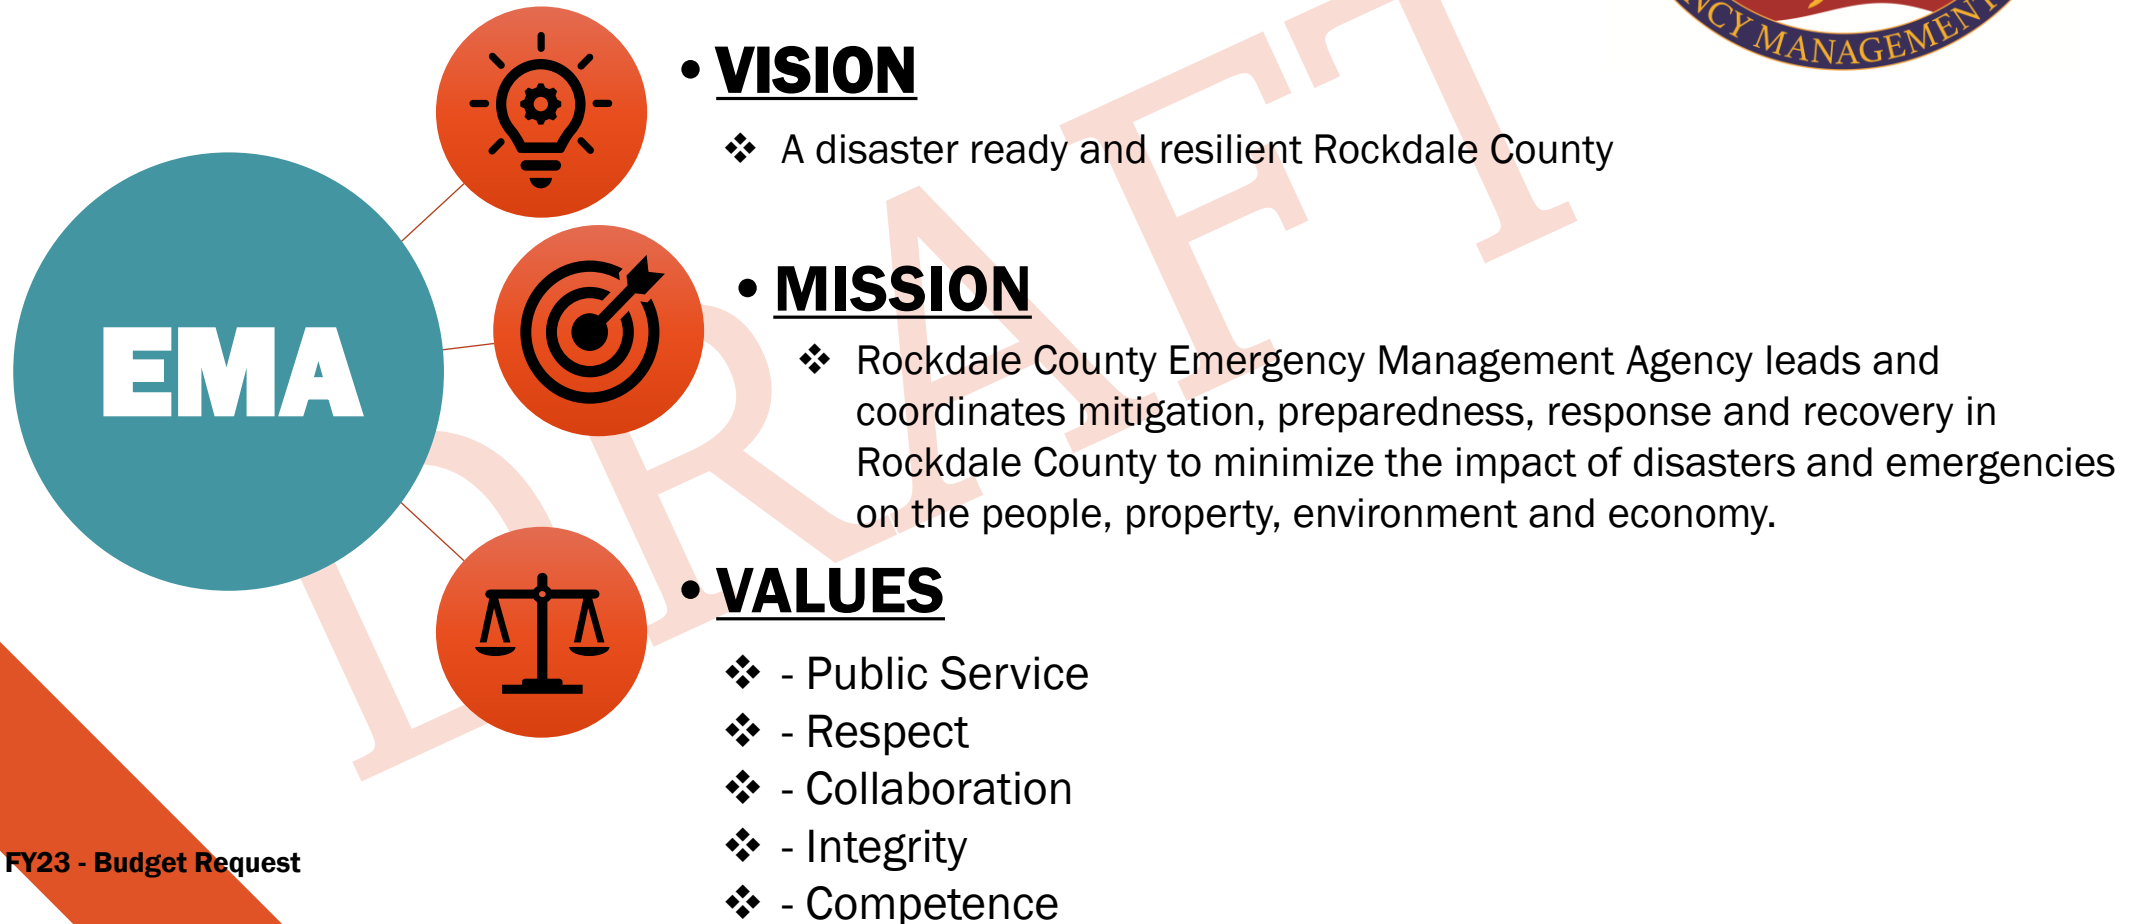 NCY MANAGEMENT
• VISION
❖ A disaster ready and resilient Rockdale County
EMA
• MISSION
❖ Rockdale County Emergency Management Agency leads and
coordinates mitigation, preparedness, response and recovery in
Rockdale County to minimize the impact of disasters and emergencies
on the people, property, environment and economy.
• VALUES
❖ - Public Service
❖ - Respect
❖ - Collaboration
❖ - Integrity
❖ - Competence
FY23 - Budget Request
DRAFT